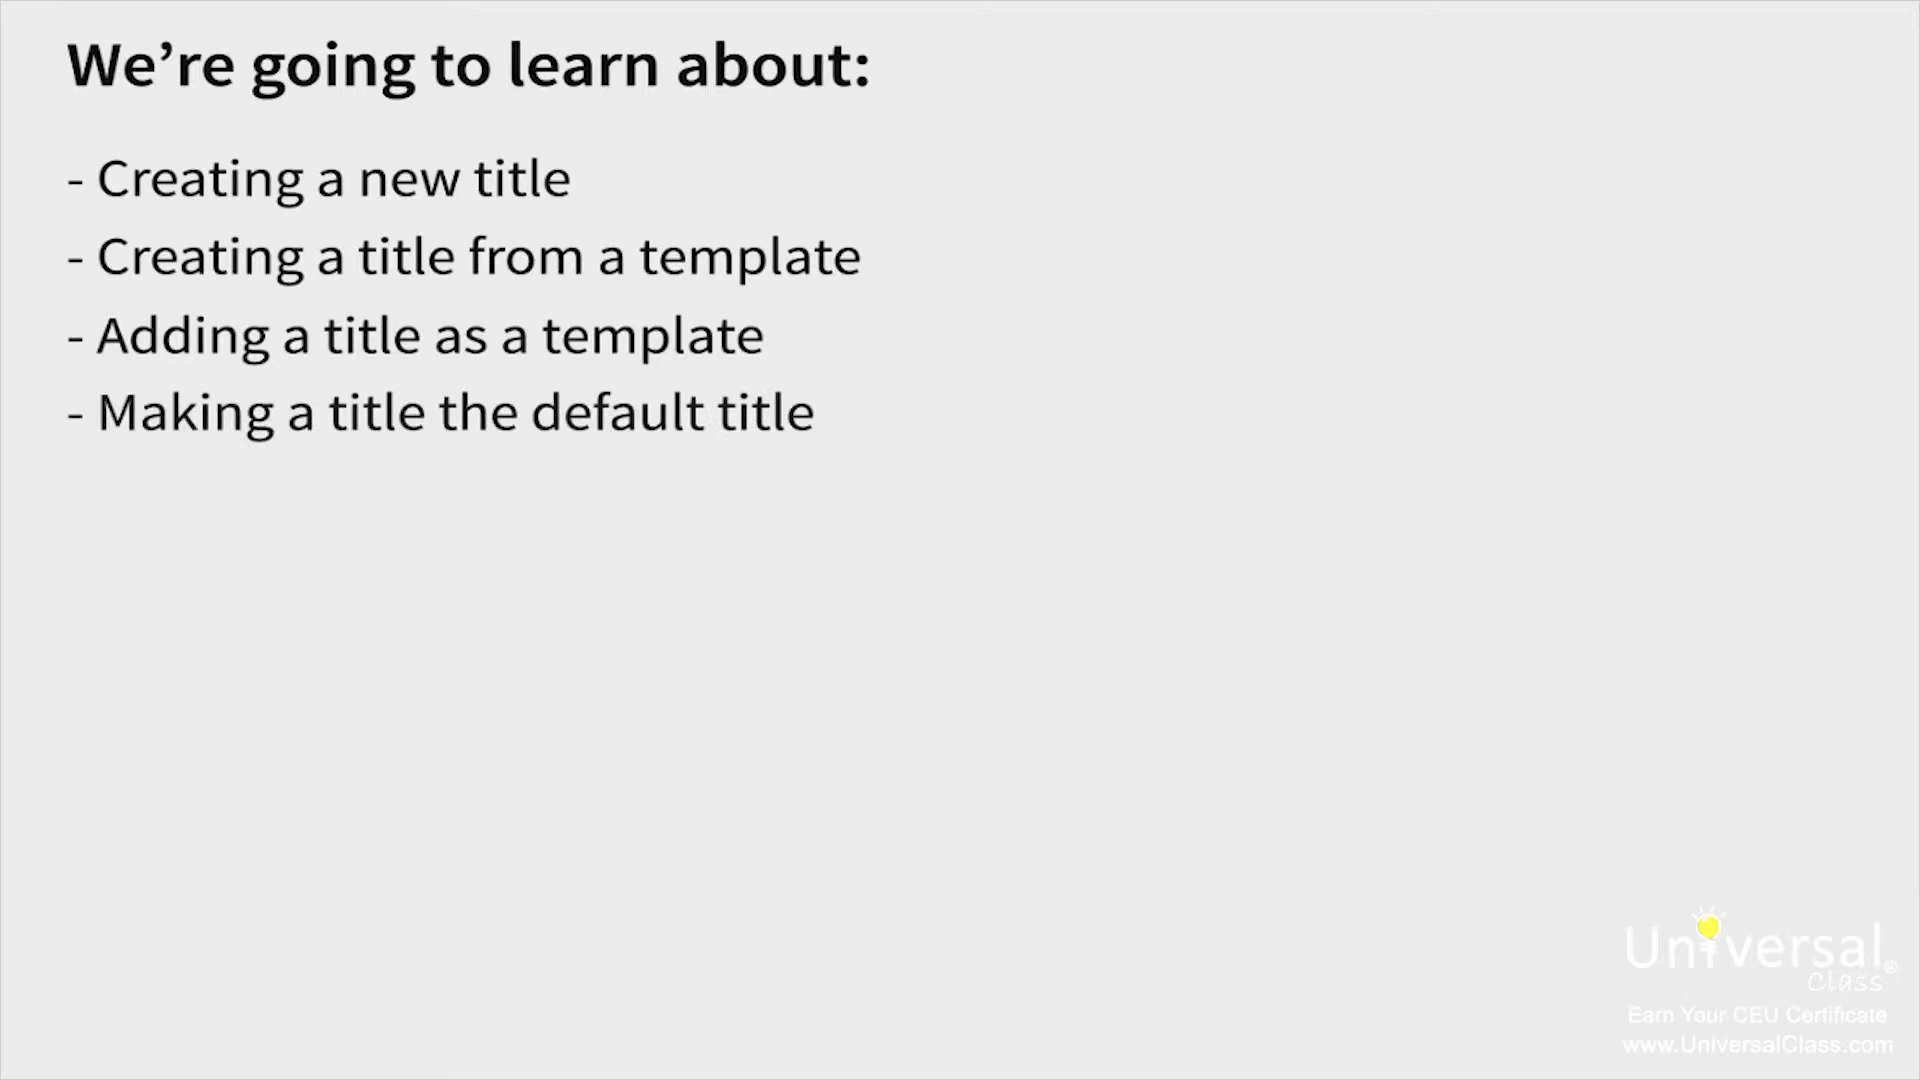 We’re going to learn about:
- Creating a new title
- Creating a title from a template
- Adding a title as a template
- Making a title the default title
Universal®
Class
Earn Your CEU Certificate
www.UniversalClass.com